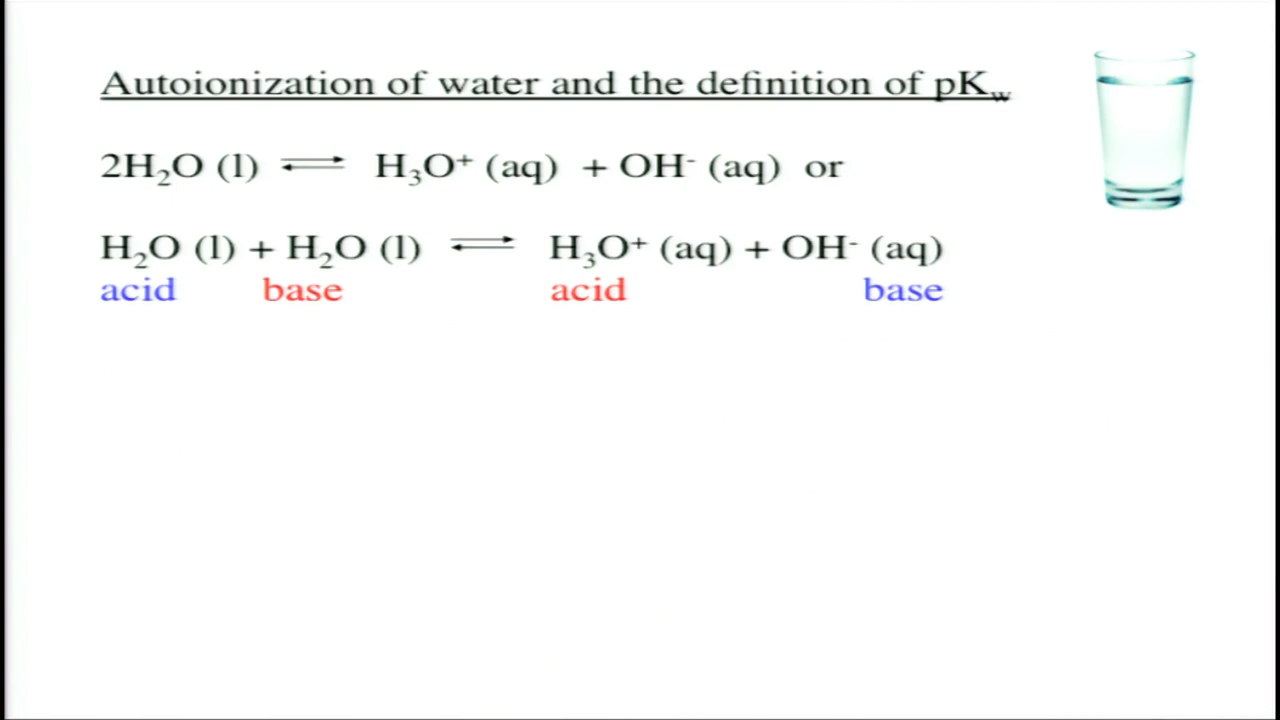 Autoionization of water and the definition of pK_w
2H₂O (l) ⇌ H₃O⁺ (aq) + OH⁻ (aq) or
H₂O (l) + H₂O (l) ⇌ H₃O⁺ (aq) + OH⁻ (aq)
acid base acid base